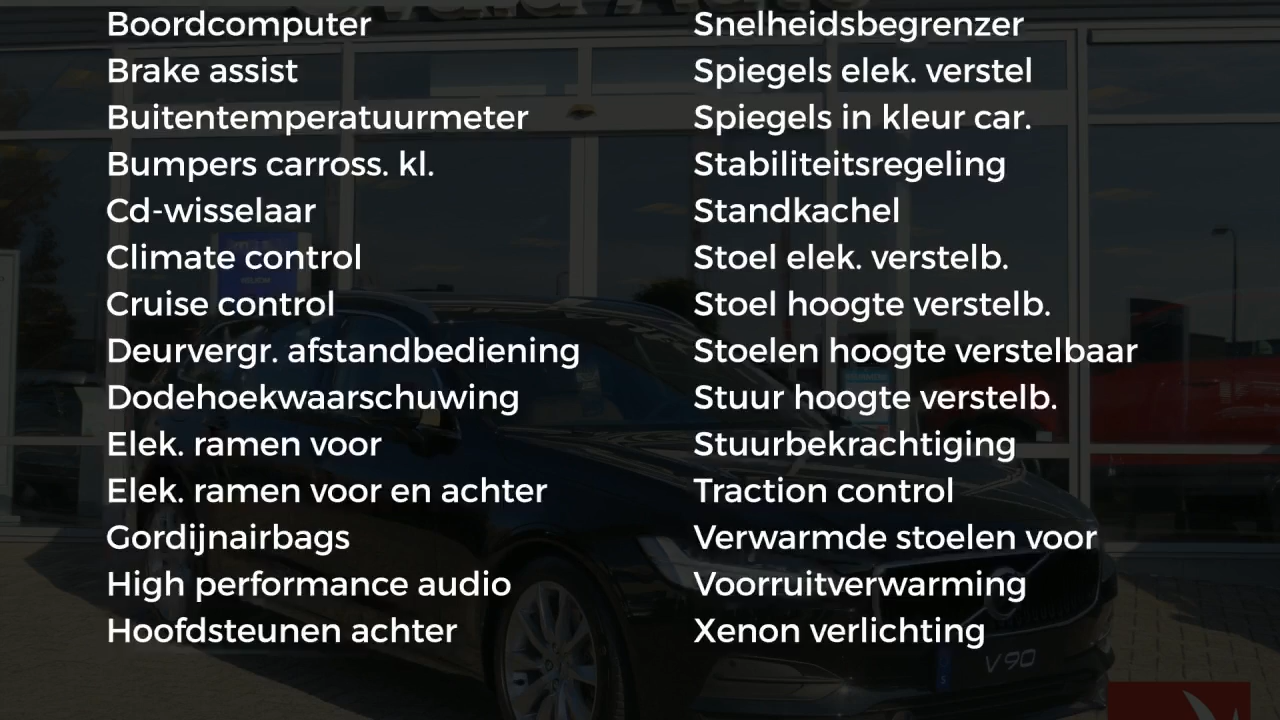 Boordcomputer
Brake assist
Buitentemperatuurmeter
Bumpers carross. kl.
Cd-wisselaar
Climate control
Cruise control
Deurvergr. afstandbediening
Dodehoekwaarschuwing
Elek. ramen voor
Elek. ramen voor en achter
Gordijnairbags
High performance audio
Hoofdsteunen achter
Snelheidsbegrenzer
Spiegels elek. verstel
Spiegels in kleur car.
Stabiliteitsregeling
Standkachel
Stoel elek. verstelb.
Stoel hoogte verstelb.
Stoelen hoogte verstelbaar
Stuur hoogte verstelb.
Stuurbekrachtiging
Traction control
Verwarmde stoelen voor
Voorruitverwarming
Xenon verlichting
V90